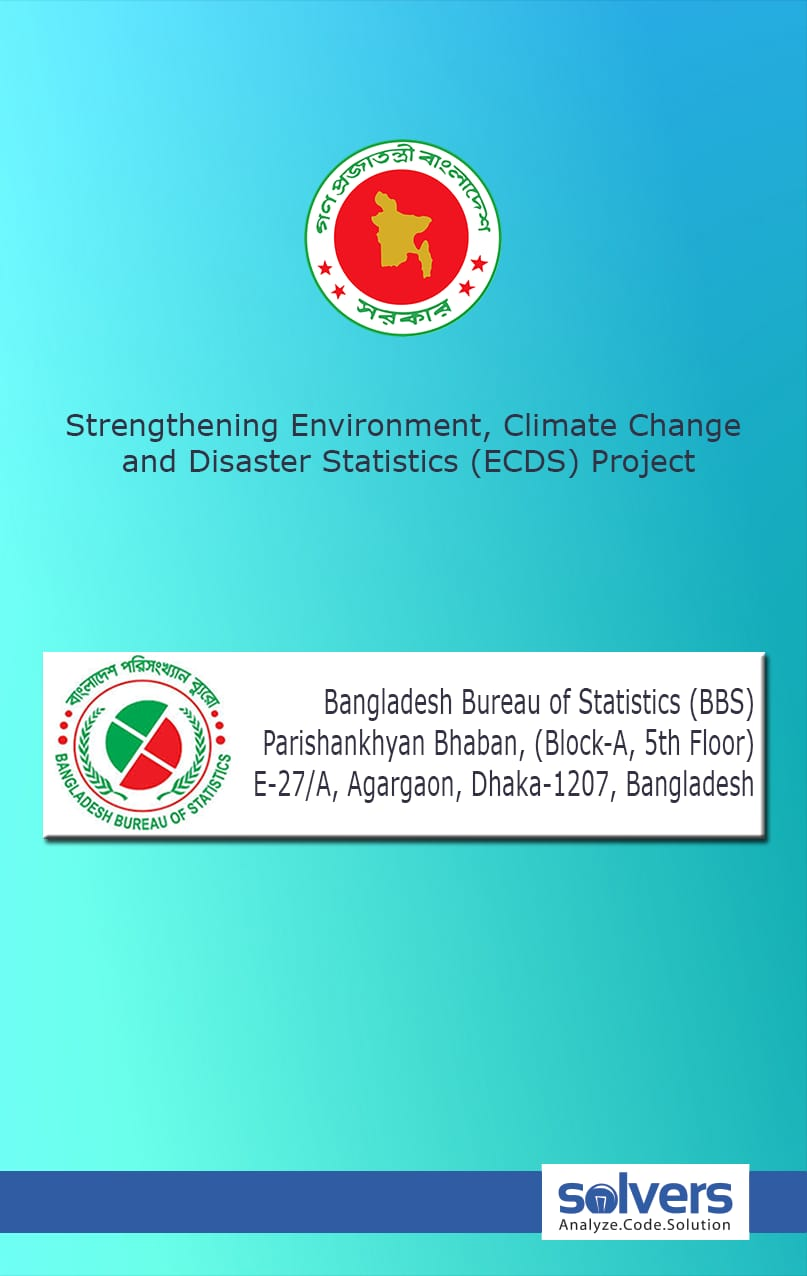 গণ প্রজাতন্ত্রী বাংলাদেশ
সরকার
Strengthening Environment, Climate Change
and Disaster Statistics (ECDS) Project
বাংলাদেশ পরিসংখ্যান ব্যুরো
BANGLADESH BUREAU OF STATISTICS
Bangladesh Bureau of Statistics (BBS)
Parishankhyan Bhaban, (Block-A, 5th Floor)
E-27/A, Agargaon, Dhaka-1207, Bangladesh
solvers
Analyze.Code.Solution